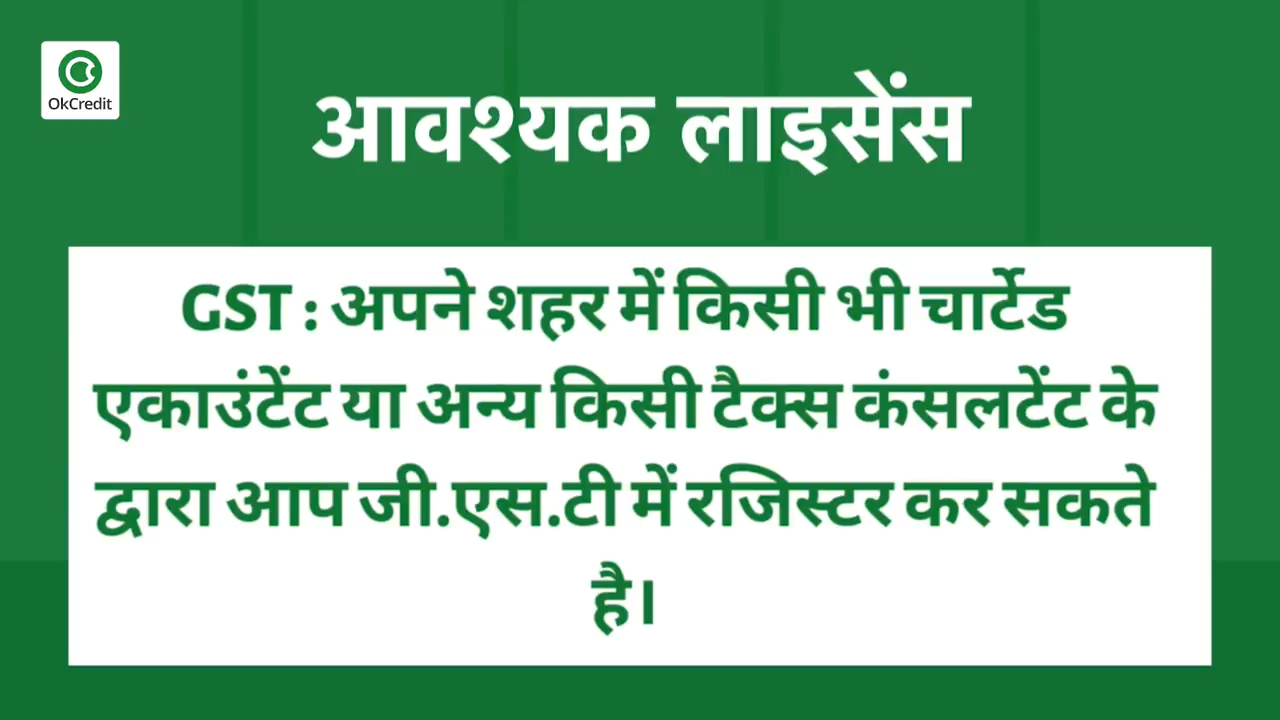 OkCredit
आवश्यक लाइसेंस
GST : अपने शहर में किसी भी चार्टेड
एकाउंटेंट या अन्य किसी टैक्स कंसलटेंट के
द्वारा आप जी.एस.टी में रजिस्टर कर सकते
है।